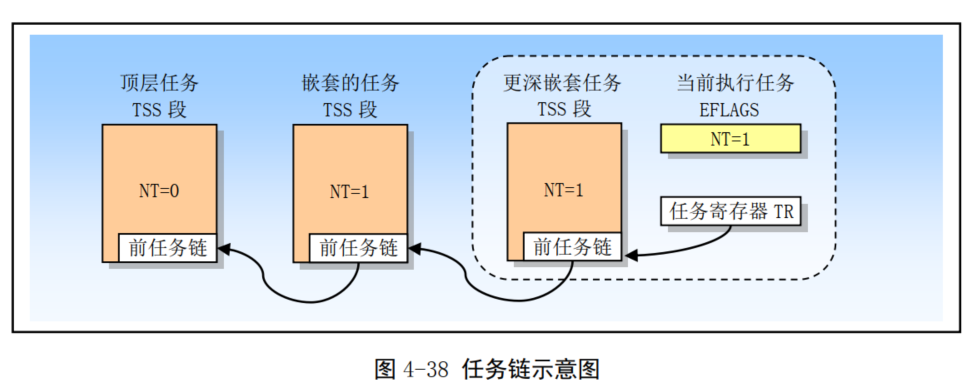 顶层任务
TSS 段
NT=0
前任务链
嵌套的任务
TSS 段
NT=1
前任务链
更深嵌套任务
TSS 段
NT=1
前任务链
当前执行任务
EFLAGS
NT=1
任务寄存器 TR
图 4-38 任务链示意图